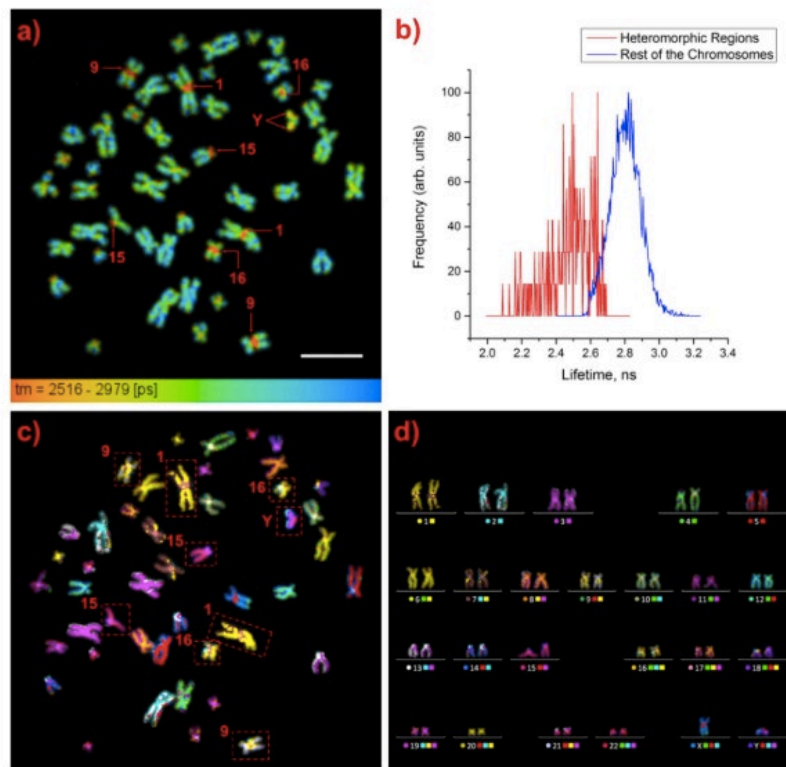 a)
9
1
16
Y
15
1
15
16
9
tm = 2516 - 2979 [ps]
b)
Heteromorphic Regions
Rest of the Chromosomes
Frequency (arb. units)
100
80
60
40
20
0
2.0 2.2 2.4 2.6 2.8 3.0 3.2 3.4
Lifetime, ns
c)
9
1
16
Y
15
15
1
16
9
d)
1 2 3 4 5
6 7 8 9 10 11 12
13 14 15 16 17 18
19 20 21 22 X Y